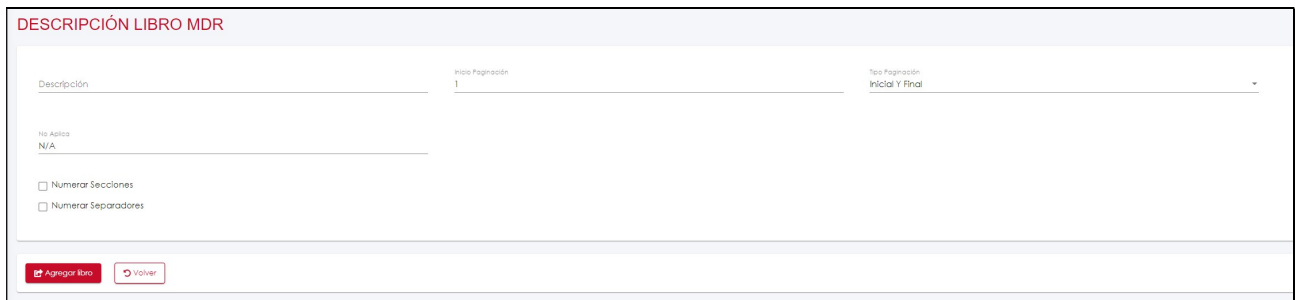 DESCRIPCIÓN LIBRO MDR
Descripción
Inicio Paginación
1
Tipo Paginación
Inicial Y Final
No Aplica
N/A
Numerar Secciones
Numerar Separadores
Agregar libro
Volver